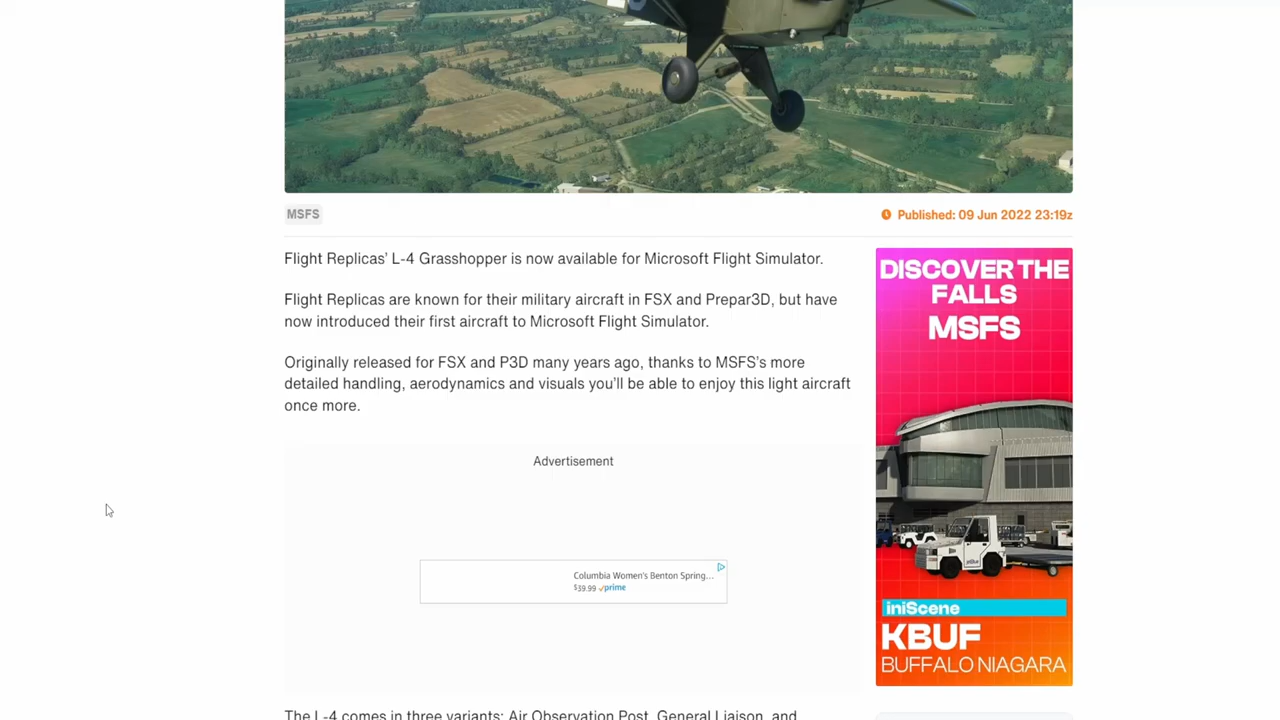 MSFS
Published: 09 Jun 2022 23:19z
Flight Replicas' L-4 Grasshopper is now available for Microsoft Flight Simulator.
Flight Replicas are known for their military aircraft in FSX and Prepar3D, but have
now introduced their first aircraft to Microsoft Flight Simulator.
Originally released for FSX and P3D many years ago, thanks to MSFS's more
detailed handling, aerodynamics and visuals you'll be able to enjoy this light aircraft
once more.
Advertisement
Columbia Women's Benton Spring...
$39.99 prime
The L-4 comes in three variants: Air Observation Post, General Liaison, and
DISCOVER THE
FALLS
MSFS
jetBlue
iniScene
KBUF
BUFFALO NIAGARA